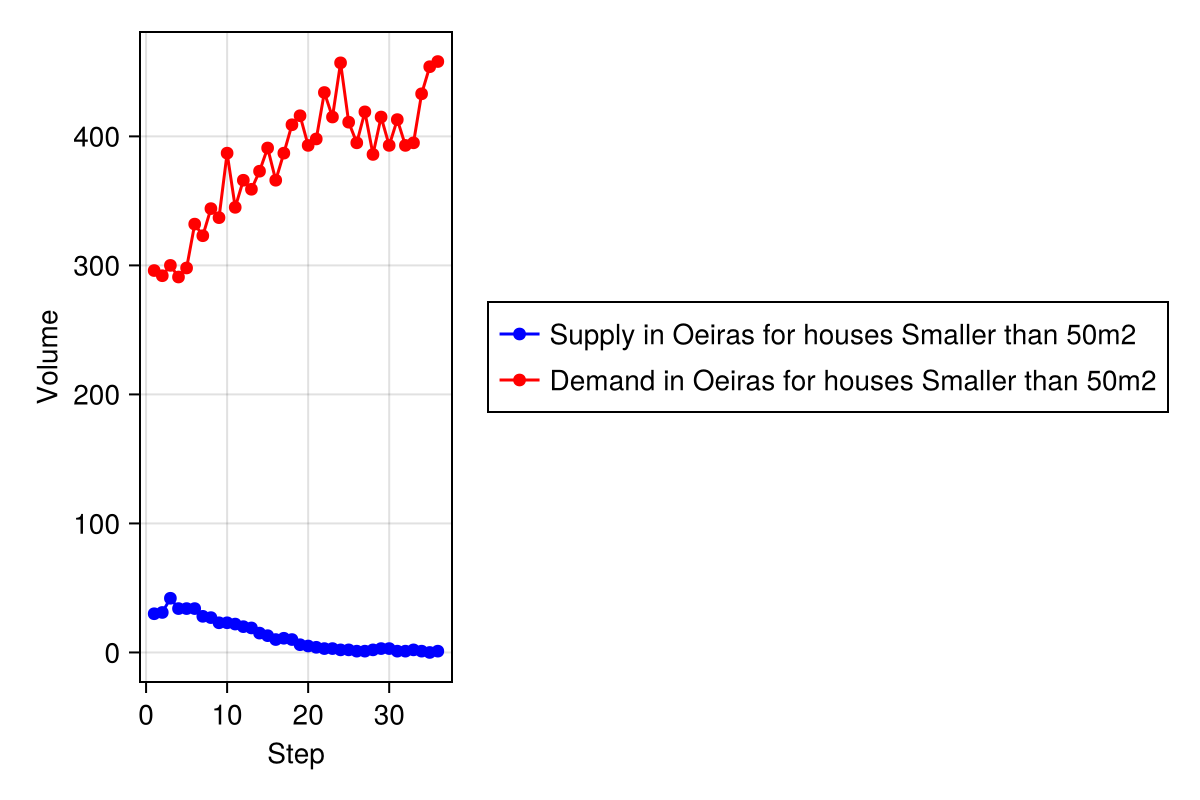 400
300
200
100
0
Volume
0 10 20 30
Step
Supply in Oeiras for houses Smaller than 50m2
Demand in Oeiras for houses Smaller than 50m2